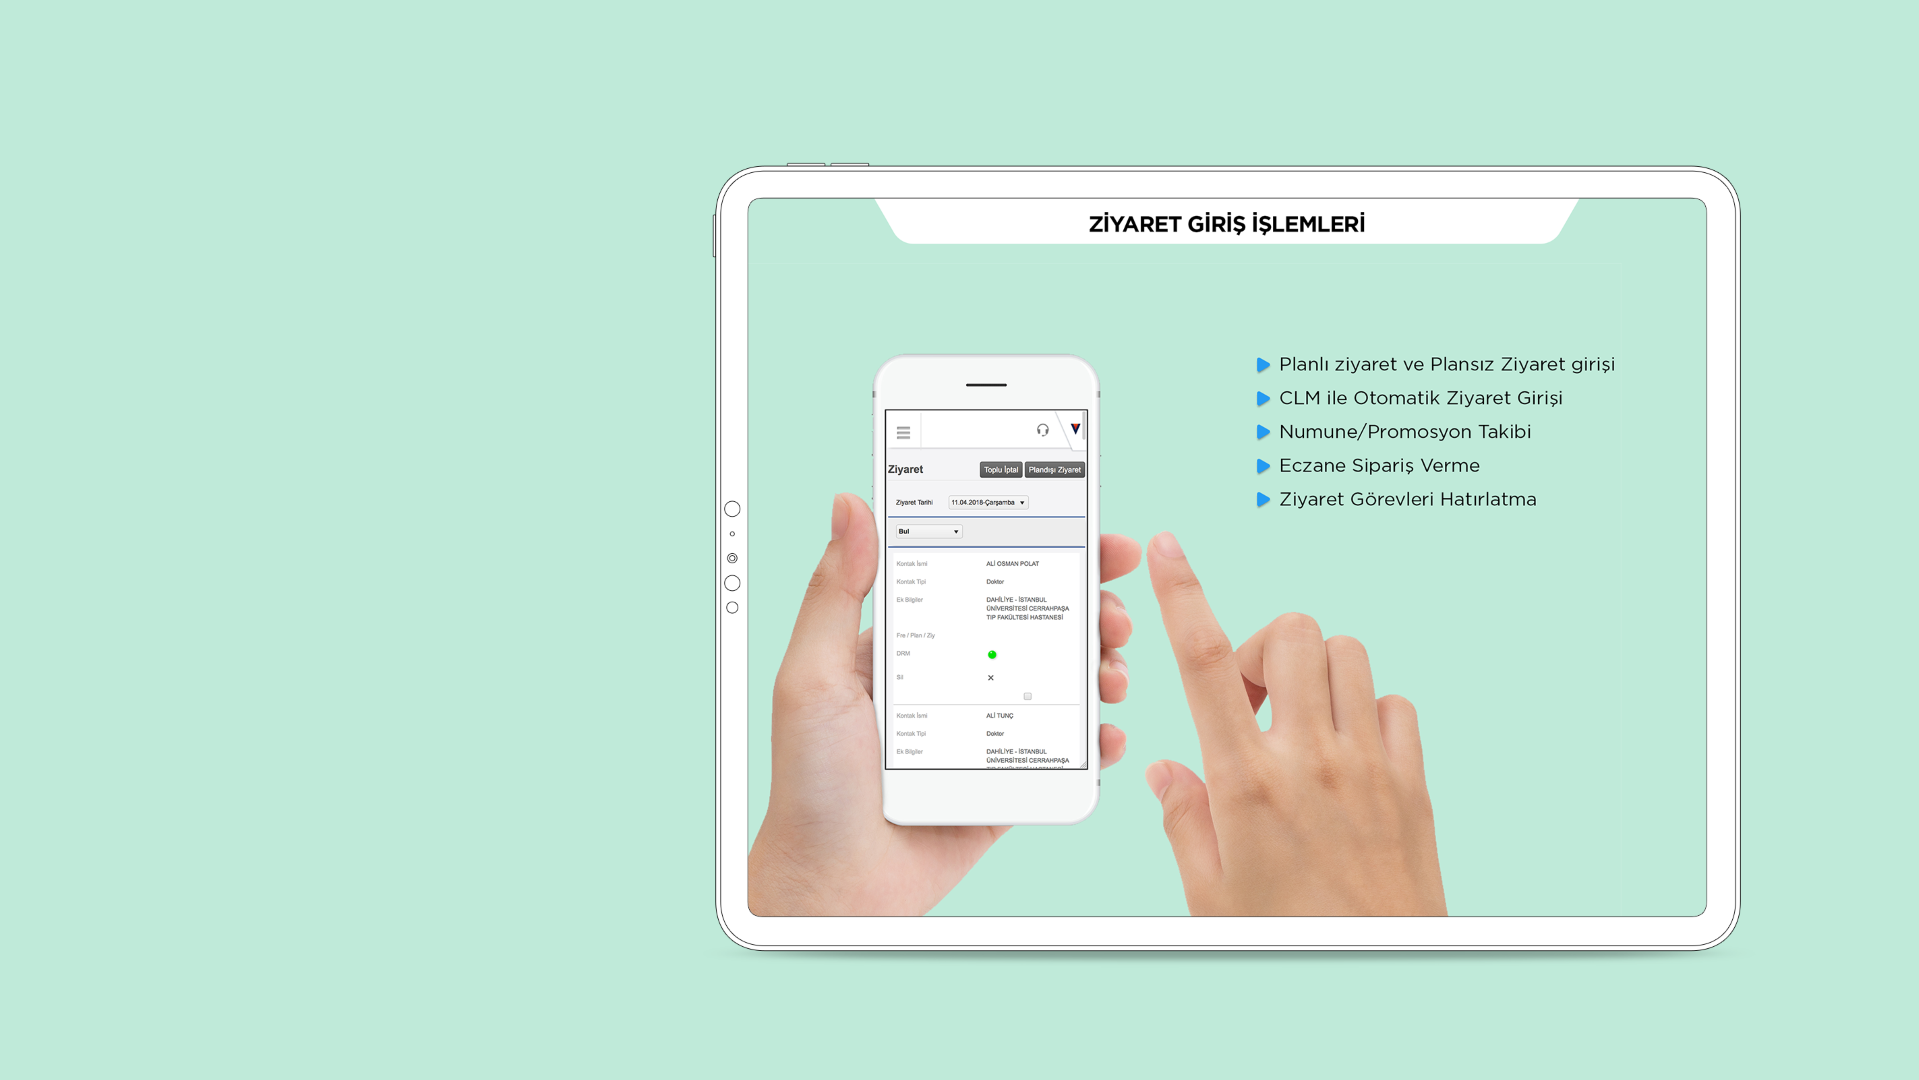 ZİYARET GİRİŞ İŞLEMLERİ
Planlı ziyaret ve Plansız Ziyaret girişi
CLM ile Otomatik Ziyaret Girişi
Numune/Promosyon Takibi
Eczane Sipariş Verme
Ziyaret Görevleri Hatırlatma
Ziyaret Toplu İptal Plandışı Ziyaret
Ziyaret Tarihi 11.04.2018-Çarşamba
Bul
Kontak İsmi ALİ OSMAN POLAT
Kontak Tipi Doktor
Ek Bilgiler DAHİLİYE - İSTANBUL
ÜNİVERSİTESİ CERRAHPAŞA
TIP FAKÜLTESİ HASTANESİ
Fre / Plan / Ziy
DRM
Sil
Kontak İsmi ALİ TUNÇ
Kontak Tipi Doktor
Ek Bilgiler DAHİLİYE - İSTANBUL
ÜNİVERSİTESİ CERRAHPAŞA